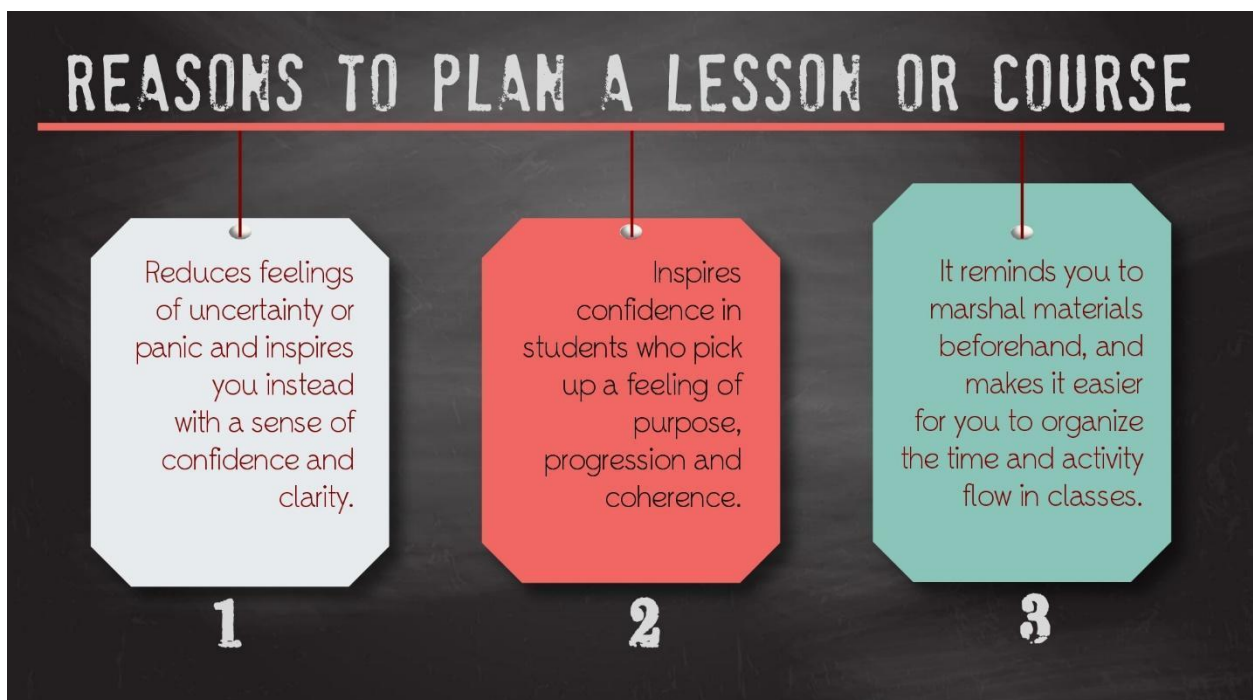 REASONS TO PLAN A LESSON OR COURSE
Reduces feelings
of uncertainty or
panic and inspires
you instead
with a sense of
confidence and
clarity.
1
Inspires
confidence in
students who pick
up a feeling of
purpose,
progression and
coherence.
2
It reminds you to
marshal materials
beforehand, and
makes it easier
for you to organize
the time and activity
flow in classes.
3